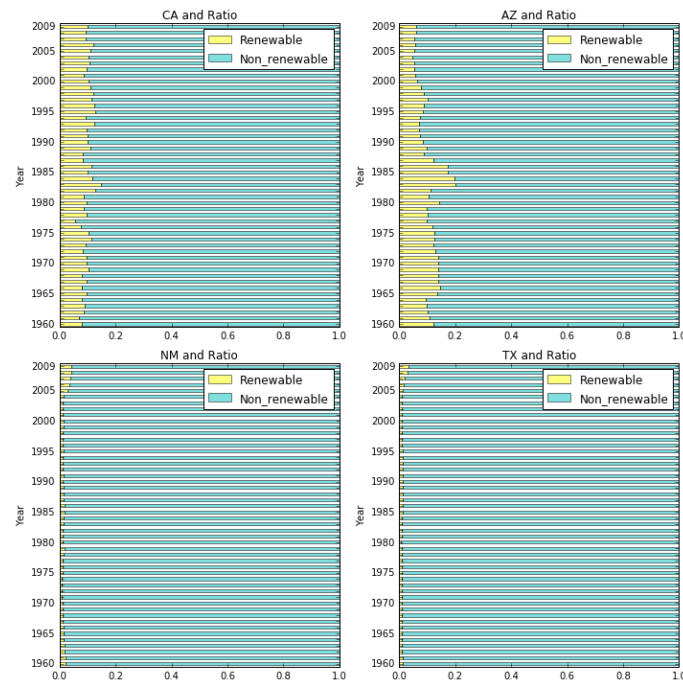 CA and Ratio
Renewable
Non_renewable
Year
2009
2005
2000
1995
1990
1985
1980
1975
1970
1965
1960
0.0 0.2 0.4 0.6 0.8 1.0
AZ and Ratio
Renewable
Non_renewable
Year
2009
2005
2000
1995
1990
1985
1980
1975
1970
1965
1960
0.0 0.2 0.4 0.6 0.8 1.0
NM and Ratio
Renewable
Non_renewable
Year
2009
2005
2000
1995
1990
1985
1980
1975
1970
1965
1960
0.0 0.2 0.4 0.6 0.8 1.0
TX and Ratio
Renewable
Non_renewable
Year
2009
2005
2000
1995
1990
1985
1980
1975
1970
1965
1960
0.0 0.2 0.4 0.6 0.8 1.0